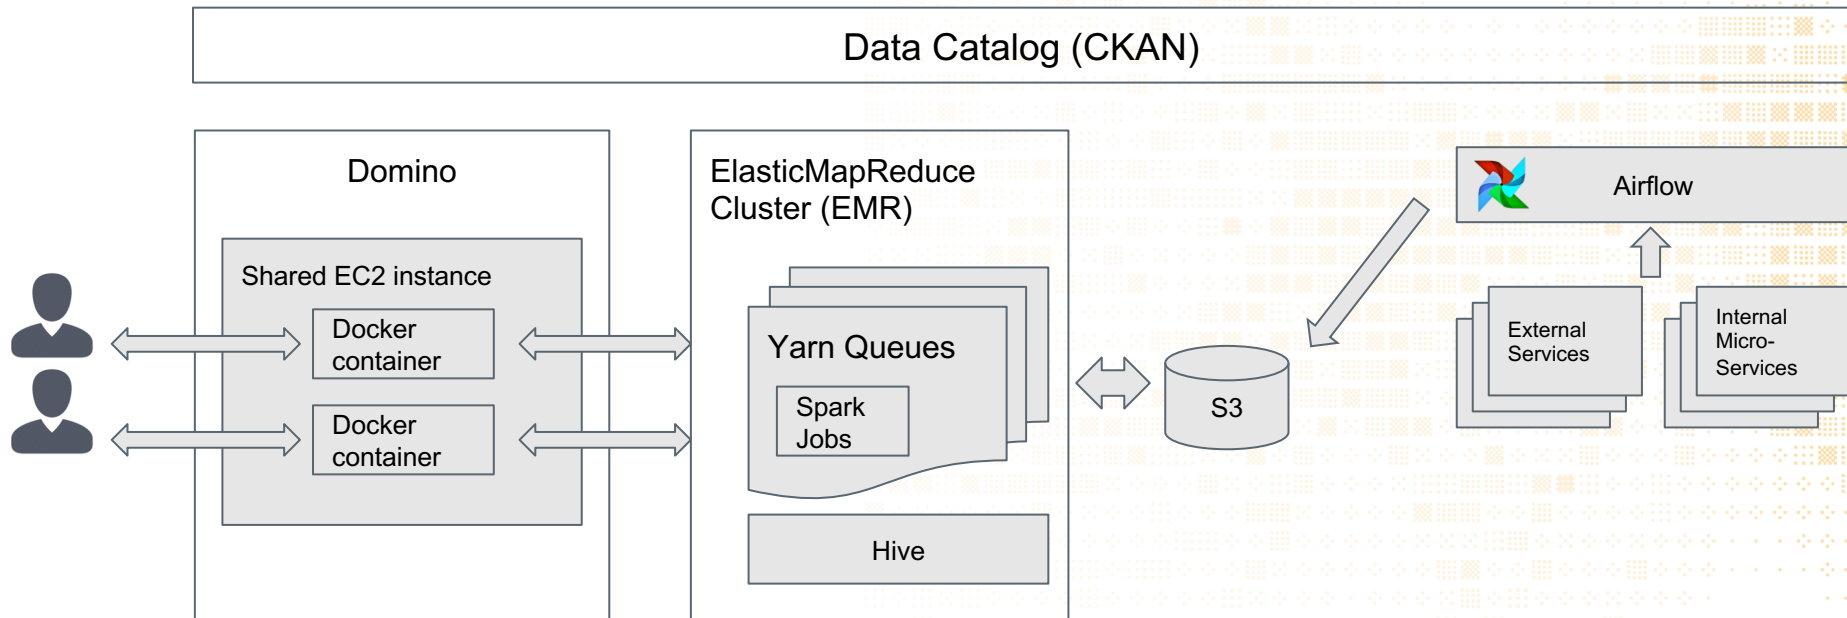 Data Catalog (CKAN)
Domino
Shared EC2 instance
Docker
container
Docker
container
ElasticMapReduce
Cluster (EMR)
Yarn Queues
Spark
Jobs
Hive
S3
Airflow
External
Services
Internal
Micro-
Services